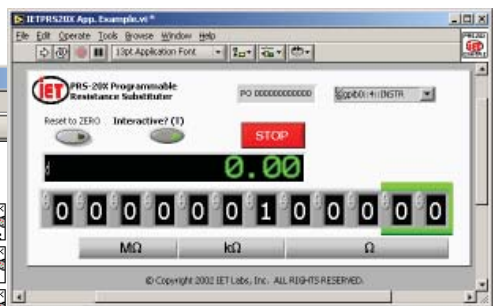 IETPRS20X App. Example.vi *
File Edit Operate Tools Browse Window Help
13pt Application Font
IET PRS-20X Programmable
Resistance Substituter
PO 000000000000
gpib0::4::INSTR
Reset to ZERO Interactive? (T)
STOP
0.00
0 0 0 0 0 0 1 0 0 0 0 0
MΩ kΩ Ω
© Copyright 2002 IET Labs, Inc. ALL RIGHTS RESERVED.